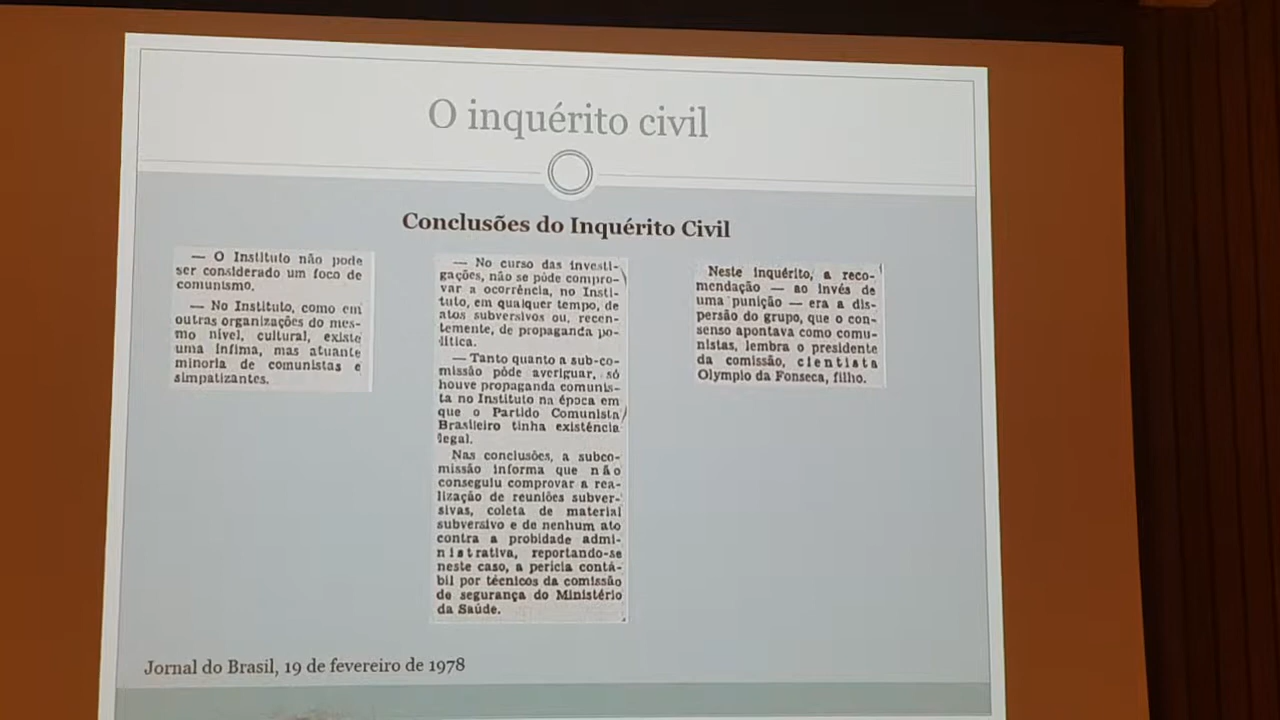 O inquérito civil
Conclusões do Inquérito Civil
— O Instituto não pode
ser considerado um foco de
comunismo.
— No Instituto, como em
outras organizações do mes-
mo nível, cultural, existe
uma ínfima, mas atuante
minoria de comunistas e
simpatizantes.
— No curso das investi-
gações, não se pôde compro-
var a ocorrência, no Insti-
tuto, em qualquer tempo, de
atos subversivos ou, recen-
temente, de propaganda po-
lítica.
— Tanto quanto a sub-co-
missão pôde averiguar, só
houve propaganda comunis-
ta no Instituto na época em
que o Partido Comunista
Brasileiro tinha existência
legal.
Nas conclusões, a subco-
missão informa que não
conseguiu comprovar a rea-
lização de reuniões subver-
sivas, coleta de material
subversivo e de nenhum ato
contra a probidade admi-
nistrativa, reportando-se
neste caso, a perícia contá-
bil por técnicos da comissão
de segurança do Ministério
da Saúde.
Neste inquérito, a reco-
mendação — ao invés de
uma punição — era a dis-
persão do grupo, que o con-
senso apontava como comu-
nistas, lembra o presidente
da comissão, cientista
Olympio da Fonseca, filho.
Jornal do Brasil, 19 de fevereiro de 1978